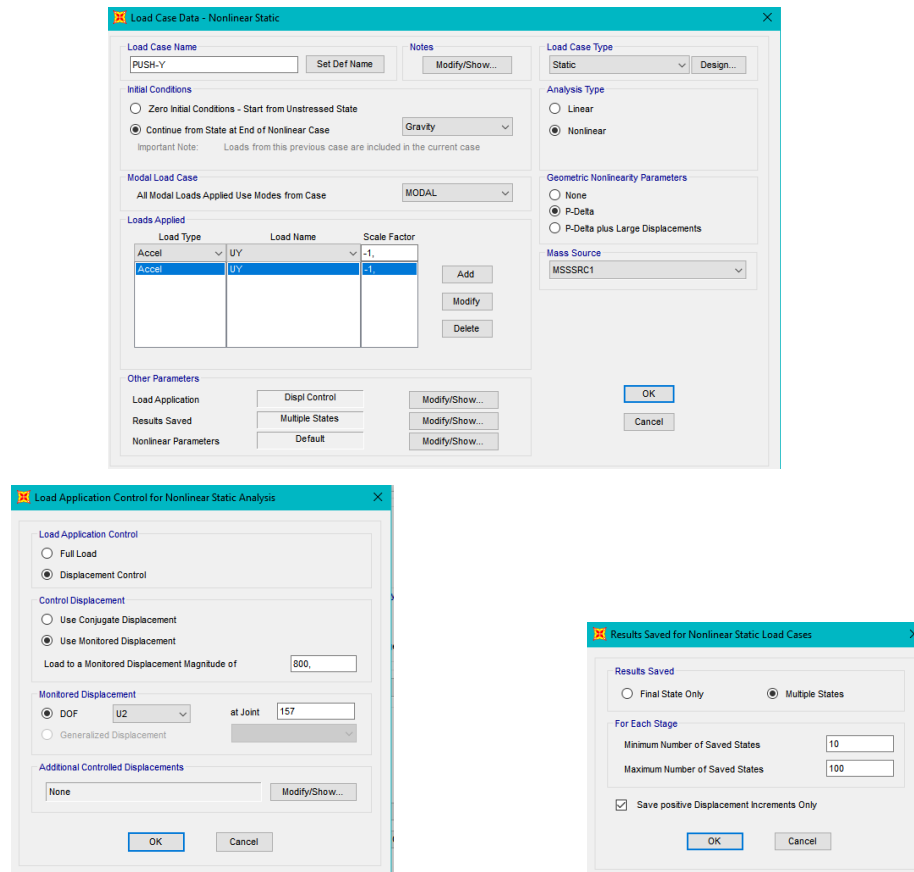 Load Case Data - Nonlinear Static
Load Case Name
PUSH-Y
Set Def Name
Notes
Modify/Show...
Load Case Type
Static
Design...
Initial Conditions
Zero Initial Conditions - Start from Unstressed State
Continue from State at End of Nonlinear Case
Gravity
Important Note: Loads from this previous case are included in the current case
Analysis Type
Linear
Nonlinear
Modal Load Case
All Modal Loads Applied Use Modes from Case
MODAL
Geometric Nonlinearity Parameters
None
P-Delta
P-Delta plus Large Displacements
Loads Applied
Load Type Load Name Scale Factor
Accel UY -1,
Accel UY -1,
Add
Modify
Delete
Mass Source
MSSSRC1
Other Parameters
Load Application Displ Control Modify/Show...
Results Saved Multiple States Modify/Show...
Nonlinear Parameters Default Modify/Show...
OK
Cancel
Load Application Control for Nonlinear Static Analysis
Load Application Control
Full Load
Displacement Control
Control Displacement
Use Conjugate Displacement
Use Monitored Displacement
Load to a Monitored Displacement Magnitude of 800,
Monitored Displacement
DOF U2 at Joint 157
Generalized Displacement
Additional Controlled Displacements
None Modify/Show...
OK Cancel
Results Saved for Nonlinear Static Load Cases
Results Saved
Final State Only Multiple States
For Each Stage
Minimum Number of Saved States 10
Maximum Number of Saved States 100
Save positive Displacement Increments Only
OK Cancel